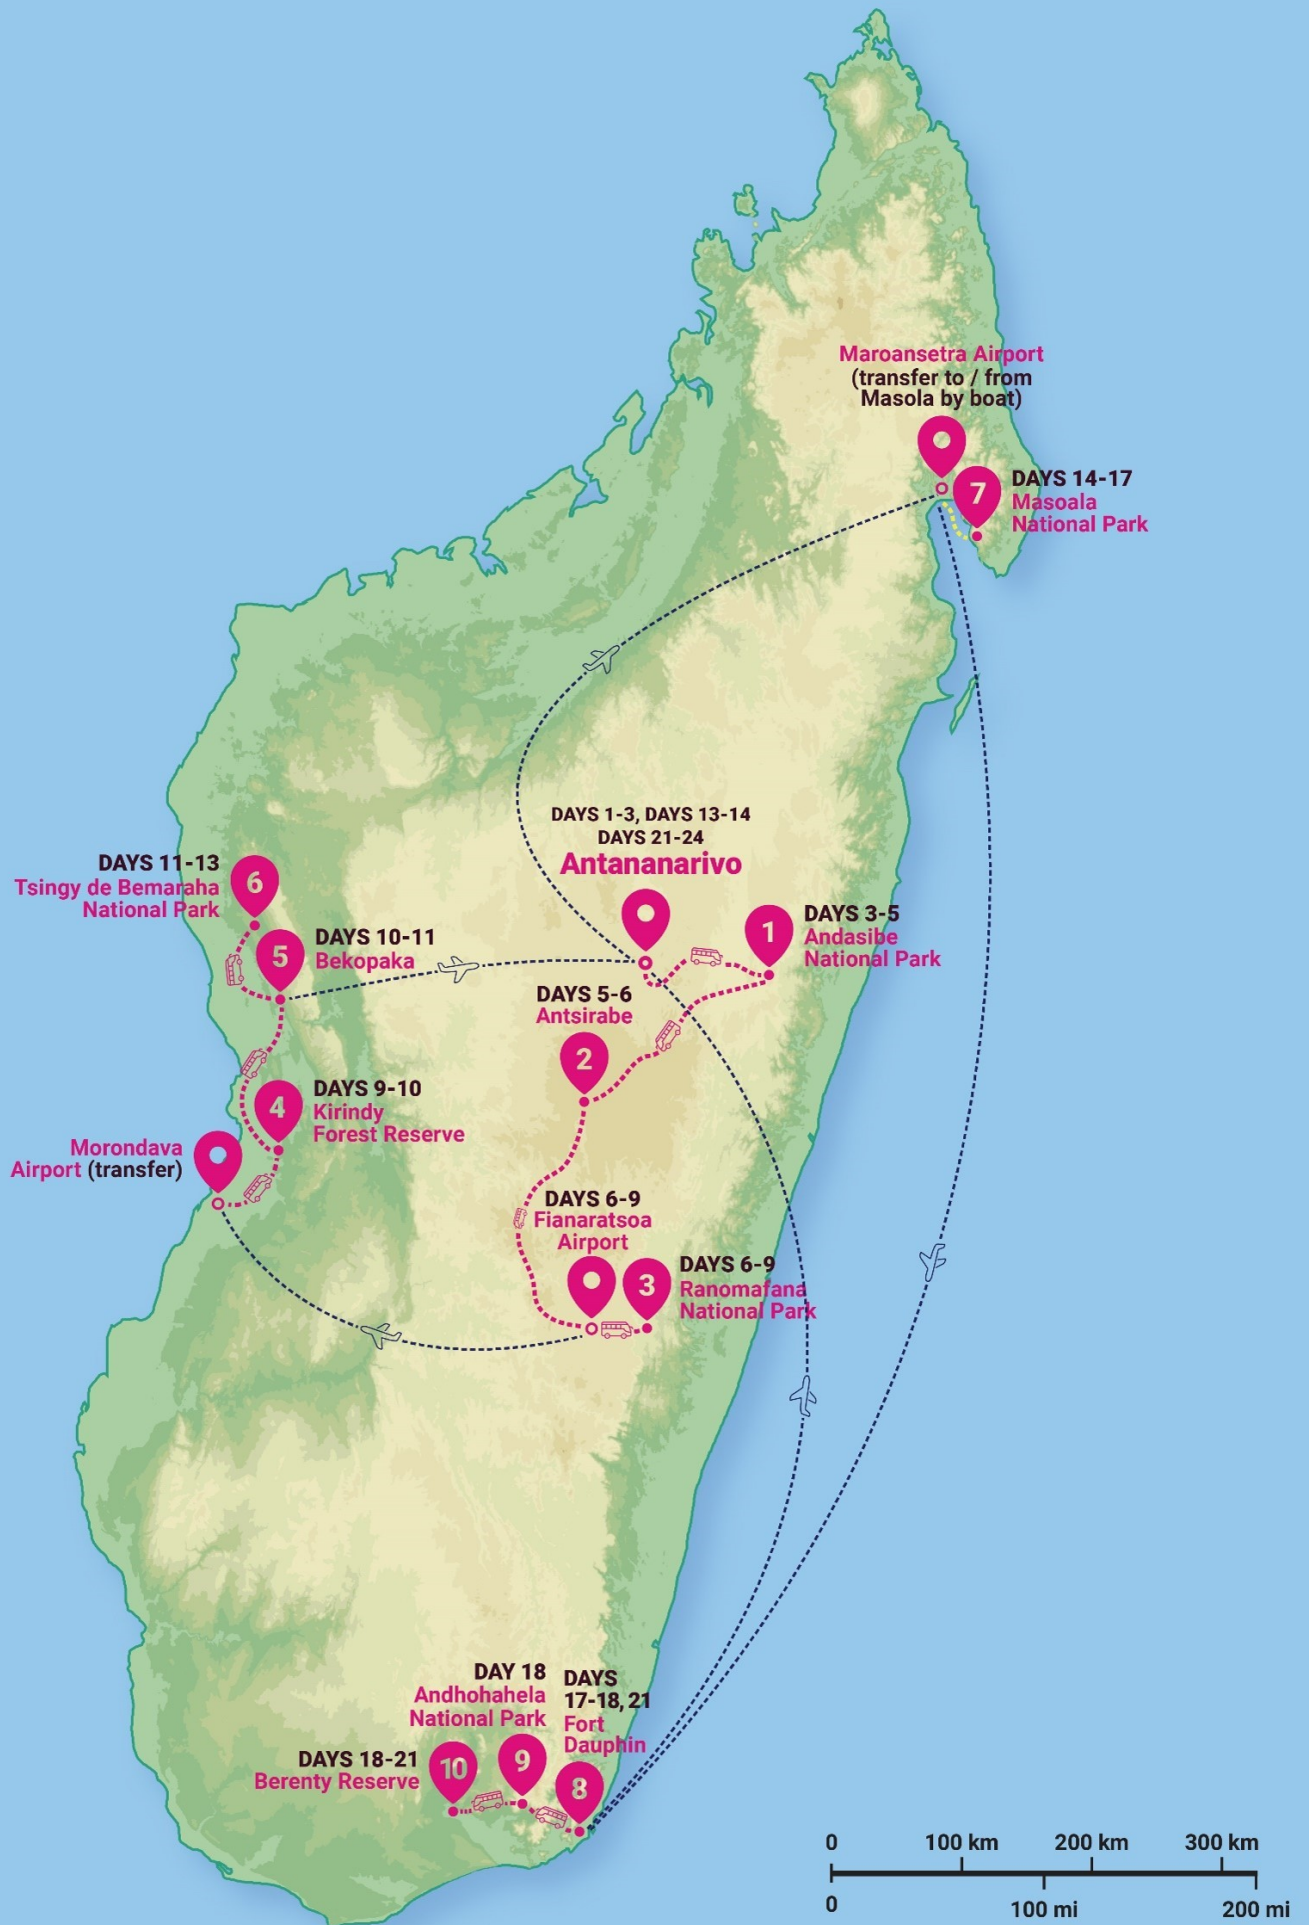 Maroansetra Airport
(transfer to / from
Masola by boat)
7
DAYS 14-17
Masoala
National Park
DAYS 1-3, DAYS 13-14
DAYS 21-24
Antananarivo
DAYS 11-13
Tsingy de Bemaraha
National Park
6
5
DAYS 10-11
Bekopaka
1
DAYS 3-5
Andasibe
National Park
DAYS 5-6
Antsirabe
2
4
DAYS 9-10
Kirindy
Forest Reserve
Morondava
Airport (transfer)
DAYS 6-9
Fianaratsoa
Airport
3
DAYS 6-9
Ranomafana
National Park
DAY 18
Andhohahela
National Park
9
DAYS
17-18, 21
Fort
Dauphin
8
DAYS 18-21
Berenty Reserve
10
0 100 km 200 km 300 km
0 100 mi 200 mi